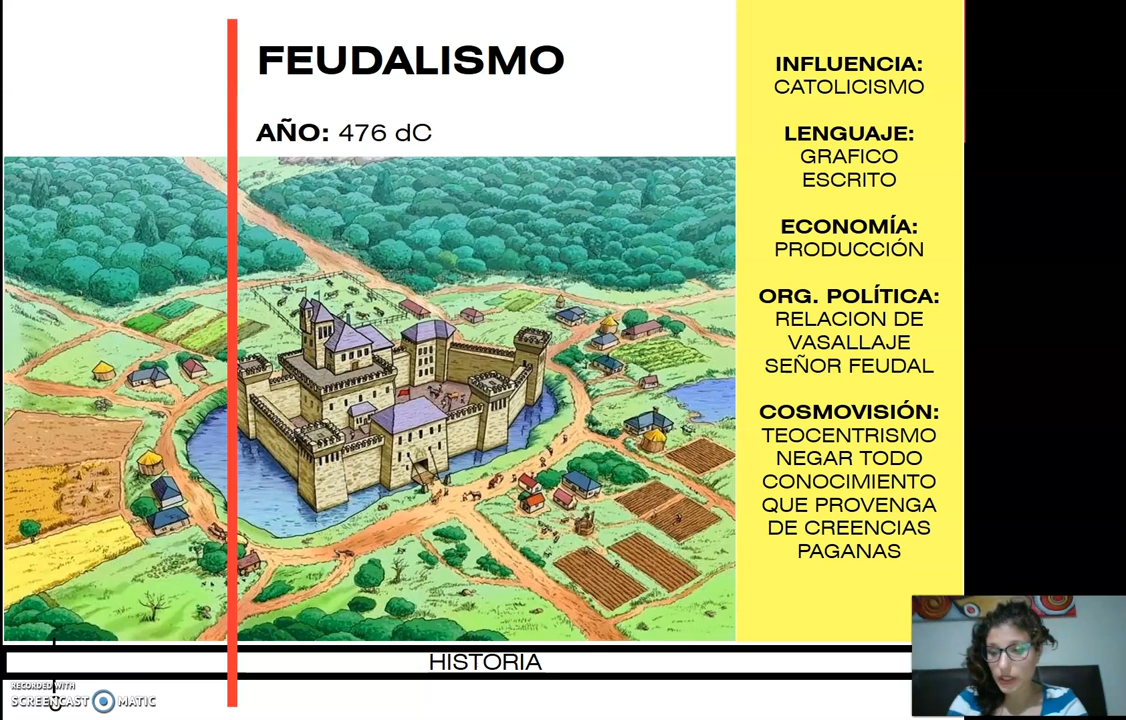 FEUDALISMO
AÑO: 476 dC
INFLUENCIA:
CATOLICISMO
LENGUAJE:
GRAFICO
ESCRITO
ECONOMÍA:
PRODUCCIÓN
ORG. POLÍTICA:
RELACION DE
VASALLAJE
SEÑOR FEUDAL
COSMOVISIÓN:
TEOCENTRISMO
NEGAR TODO
CONOCIMIENTO
QUE PROVENGA
DE CREENCIAS
PAGANAS
HISTORIA
RECORDED WITH
SCREENCAST MATIC